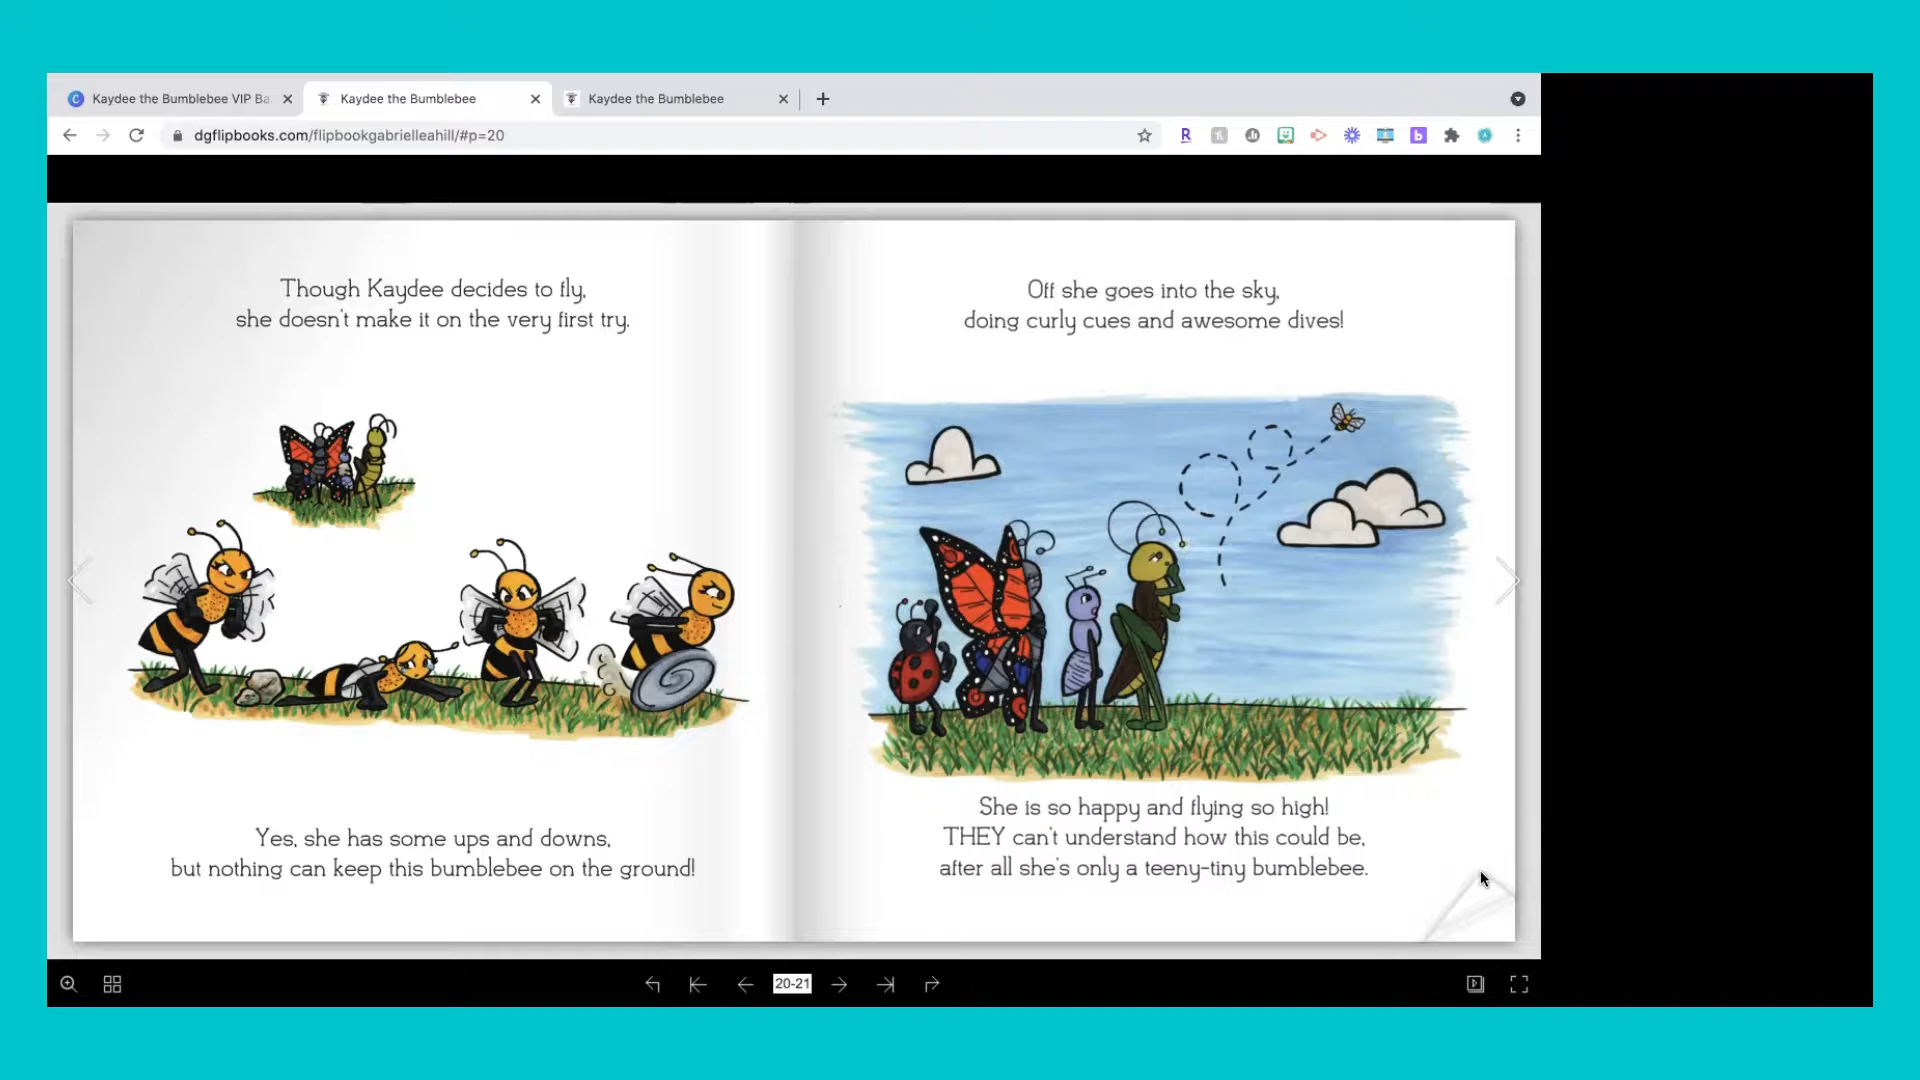 Kaydee the Bumblebee VIP Ba
Kaydee the Bumblebee
Kaydee the Bumblebee
dgflipbooks.com/flipbookgabrielleahill/#p=20
Though Kaydee decides to fly,
she doesn't make it on the very first try.
Yes, she has some ups and downs,
but nothing can keep this bumblebee on the ground!
Off she goes into the sky,
doing curly cues and awesome dives!
She is so happy and flying so high!
THEY can't understand how this could be,
after all she's only a teeny-tiny bumblebee.
20-21